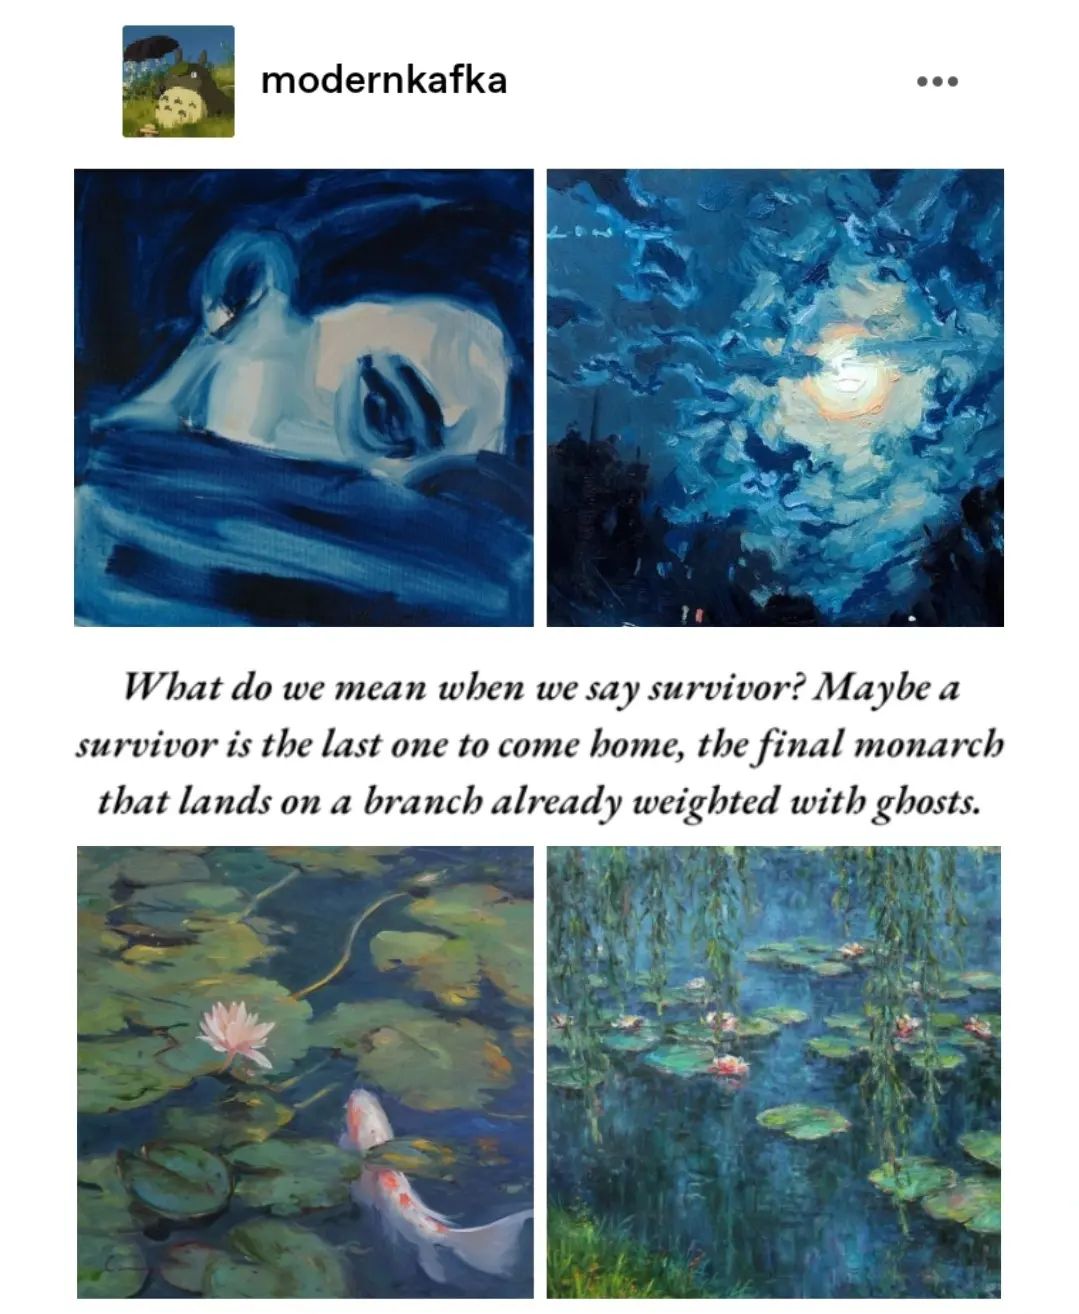 modernkafka
What do we mean when we say survivor? Maybe a
survivor is the last one to come home, the final monarch
that lands on a branch already weighted with ghosts.